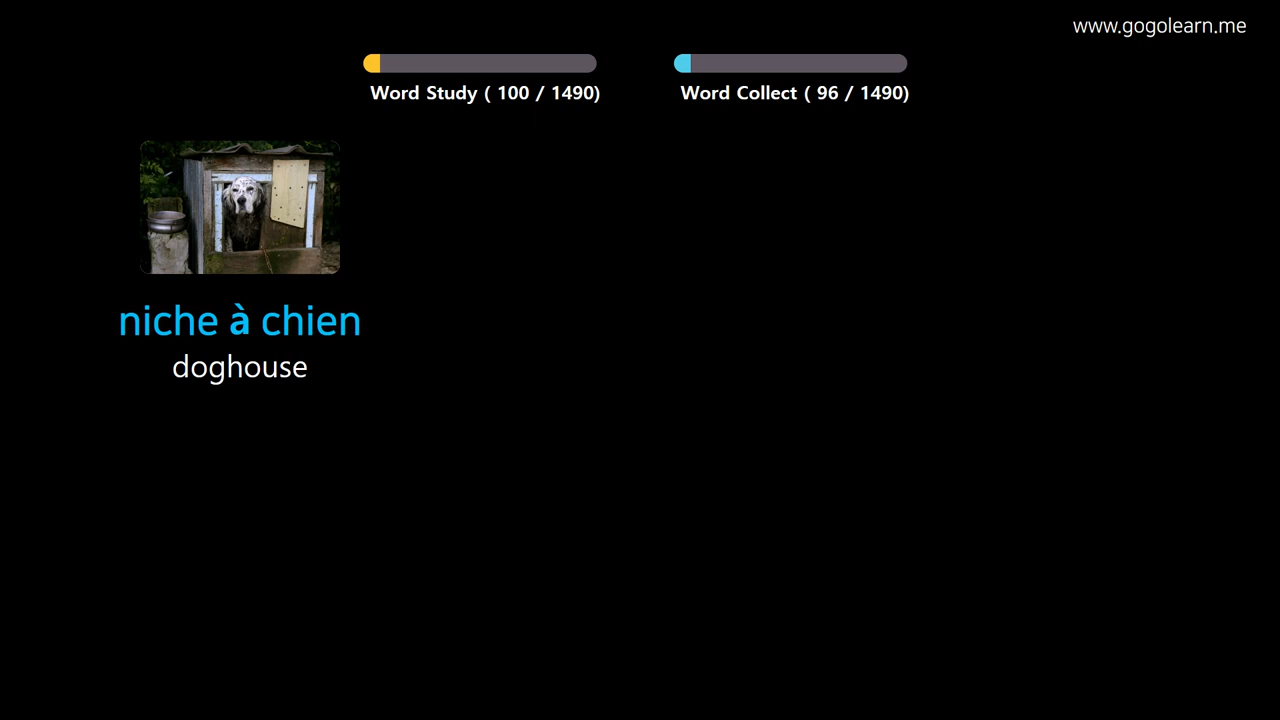 www.gogolearn.me
Word Study ( 100 / 1490)
Word Collect ( 96 / 1490)
niche à chien
doghouse